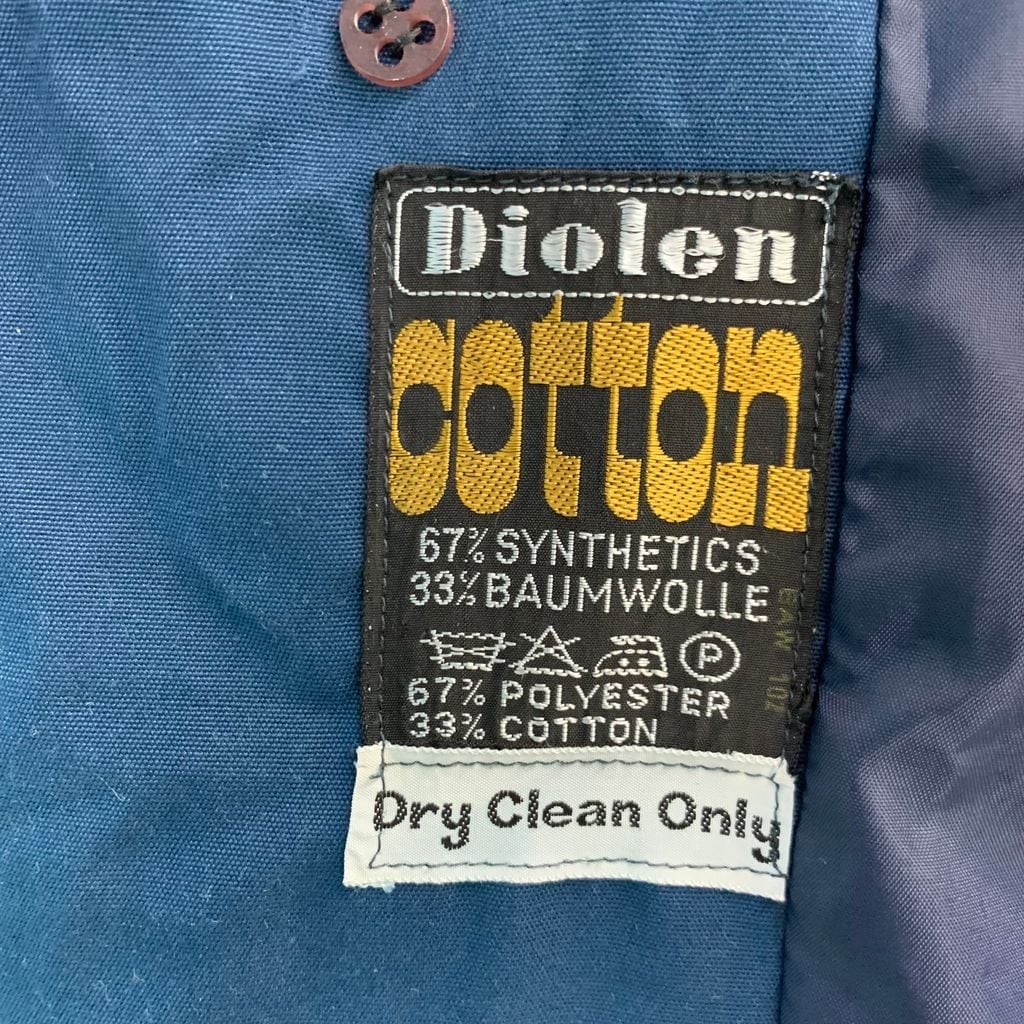 Diolen
cotton
67% SYNTHETICS
33% BAUMWOLLE
P
67% POLYESTER
33% COTTON
Dry Clean Only